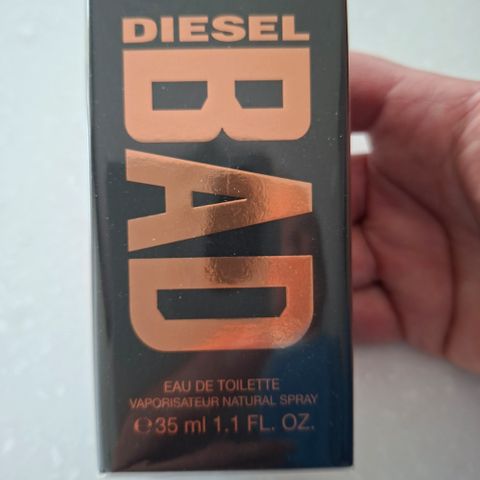 DIESEL
BAD
EAU DE TOILETTE
VAPORISATEUR NATURAL SPRAY
℮35 ml 1.1 FL. OZ.